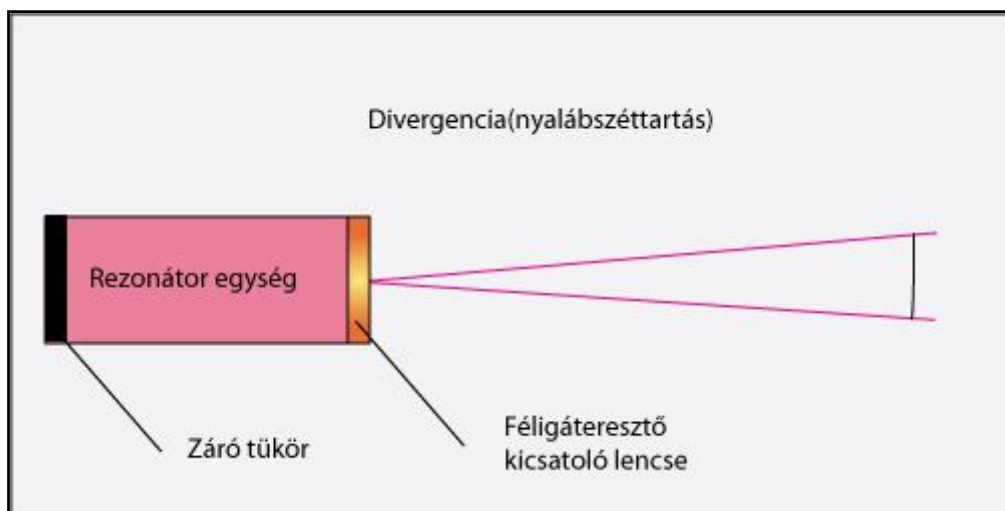 Divergencia(nyalábszéttartás)
Rezonátor egység
Záró tükör
Féligáteresztő
kicsatoló lencse